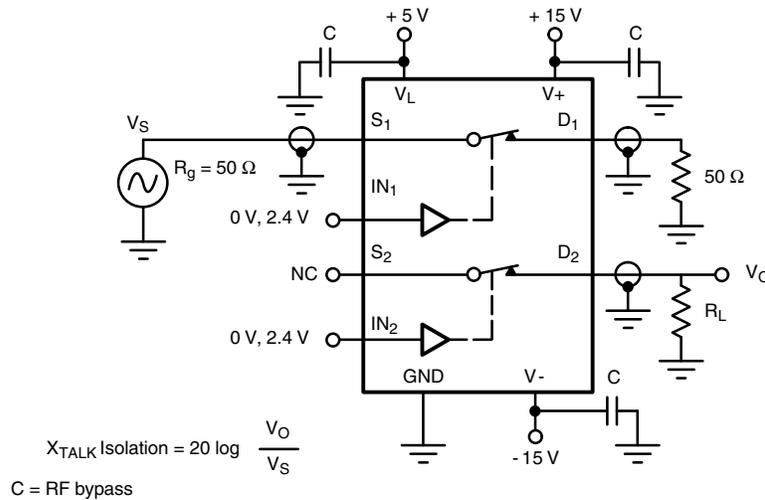 + 5 V
+ 15 V
C
C
VL
V+
VS
S1
D1
Rg = 50 Ω
50 Ω
IN1
0 V, 2.4 V
S2
D2
NC
VO
RL
IN2
0 V, 2.4 V
GND
V-
C
- 15 V
XTALK Isolation = 20 log VO
VS
C = RF bypass